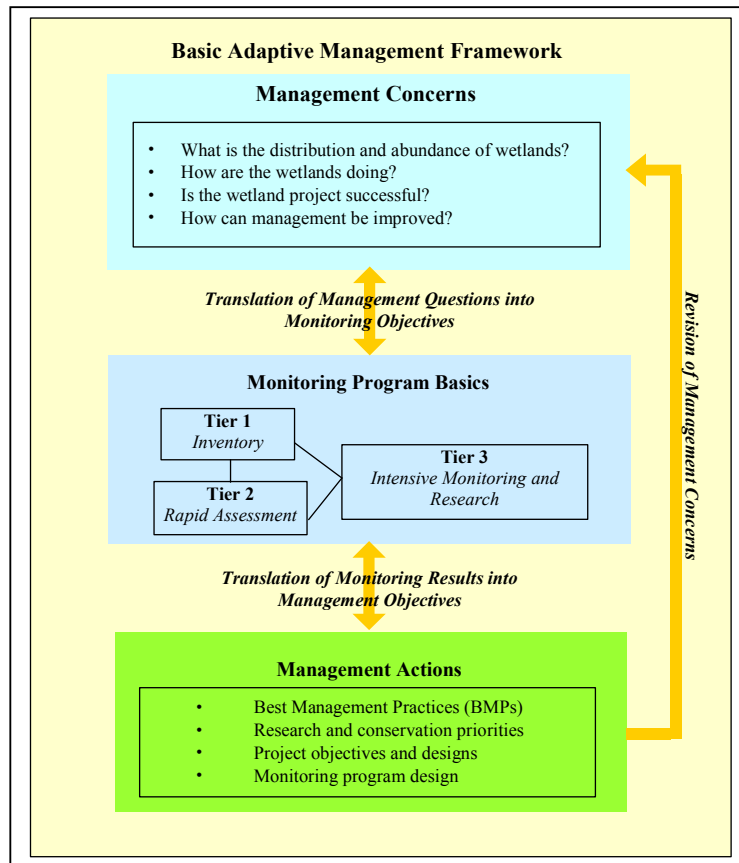 Basic Adaptive Management Framework
Management Concerns
• What is the distribution and abundance of wetlands?
• How are the wetlands doing?
• Is the wetland project successful?
• How can management be improved?
Translation of Management Questions into
Monitoring Objectives
Monitoring Program Basics
Tier 1
Inventory
Tier 2
Rapid Assessment
Tier 3
Intensive Monitoring and
Research
Translation of Monitoring Results into
Management Objectives
Management Actions
• Best Management Practices (BMPs)
• Research and conservation priorities
• Project objectives and designs
• Monitoring program design
Revision of Management Concerns